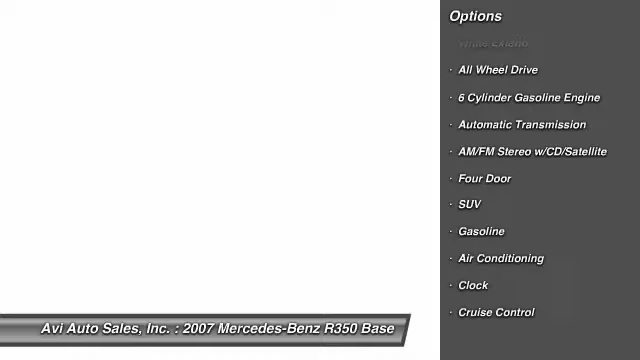 Options
· All Wheel Drive
· 6 Cylinder Gasoline Engine
· Automatic Transmission
· AM/FM Stereo w/CD/Satellite
· Four Door
· SUV
· Gasoline
· Air Conditioning
· Clock
· Cruise Control
Avi Auto Sales, Inc. : 2007 Mercedes-Benz R350 Base